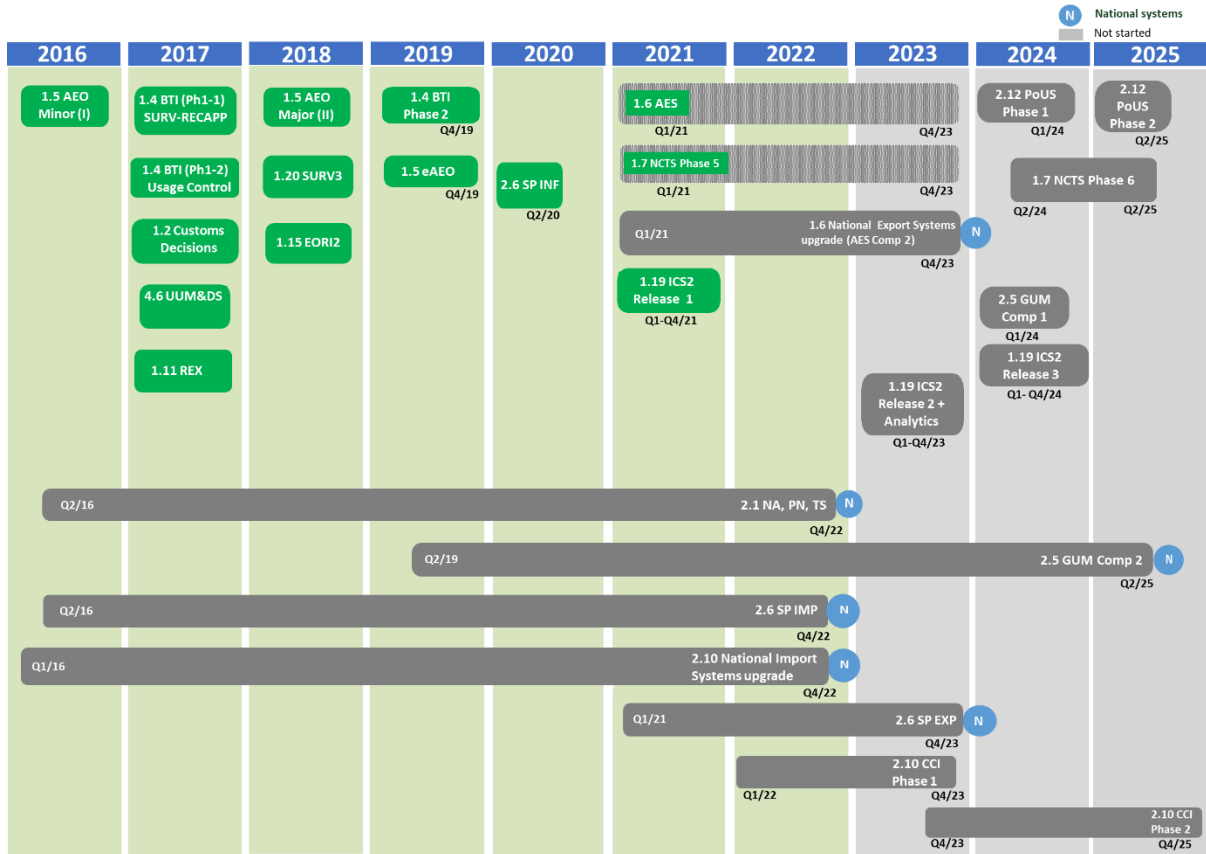 N National systems
Not started
2016 2017 2018 2019 2020 2021 2022 2023 2024 2025
1.5 AEO
Minor (I)
1.4 BTI (Ph1-1)
SURV-RECAPP
1.5 AEO
Major (II)
1.4 BTI
Phase 2
Q4/19
1.6 AES
Q1/21
Q4/23
2.12 PoUS
Phase 1
Q1/24
2.12
PoUS
Phase 2
Q2/25
1.4 BTI (Ph1-2)
Usage Control
1.20 SURV3
1.5 eAEO
Q4/19
2.6 SP INF
Q2/20
1.7 NCTS Phase 5
Q1/21
Q4/23
1.7 NCTS Phase 6
Q2/24
Q2/25
1.2 Customs
Decisions
1.15 EORI2
Q1/21
1.6 National Export Systems
upgrade (AES Comp 2)
N
Q4/23
4.6 UUM&DS
1.19 ICS2
Release 1
Q1-Q4/21
2.5 GUM
Comp 1
Q1/24
1.11 REX
1.19 ICS2
Release 3
Q1- Q4/24
1.19 ICS2
Release 2 +
Analytics
Q1-Q4/23
Q2/16
2.1 NA, PN, TS
N
Q4/22
Q2/19
2.5 GUM Comp 2
N
Q2/25
Q2/16
2.6 SP IMP
N
Q4/22
Q1/16
2.10 National Import
Systems upgrade
N
Q4/22
Q1/21
2.6 SP EXP
N
Q4/23
2.10 CCI
Phase 1
Q1/22
Q4/23
2.10 CCI
Phase 2
Q4/23
Q4/25